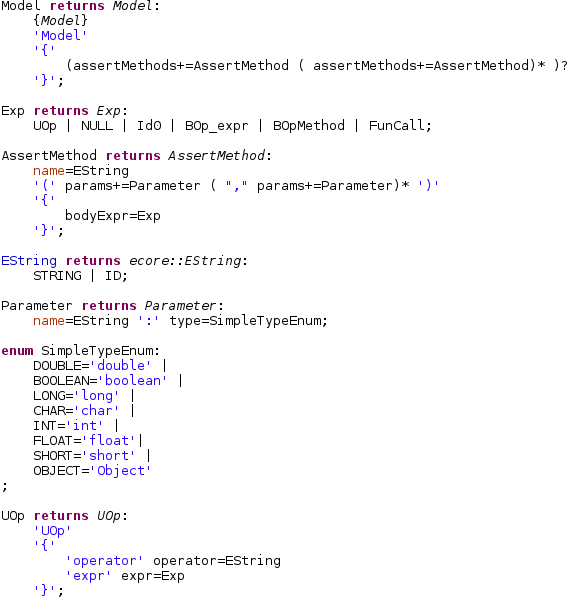 Model returns Model:
    {Model}
    'Model'
    '{'
        (assertMethods+=AssertMethod ( assertMethods+=AssertMethod)* )?
    '}';

Exp returns Exp:
    UOp | NULL | IdO | BOp_expr | BOpMethod | FunCall;

AssertMethod returns AssertMethod:
    name=EString
    '(' params+=Parameter ( "," params+=Parameter)* ')'
    '{'
        bodyExpr=Exp
    '}';

EString returns ecore::EString:
    STRING | ID;

Parameter returns Parameter:
    name=EString ':' type=SimpleTypeEnum;

enum SimpleTypeEnum:
    DOUBLE='double' |
    BOOLEAN='boolean' |
    LONG='long' |
    CHAR='char' |
    INT='int' |
    FLOAT='float'|
    SHORT='short' |
    OBJECT='Object'
;

UOp returns UOp:
    'UOp'
    '{'
        'operator' operator=EString
        'expr' expr=Exp
    '}';